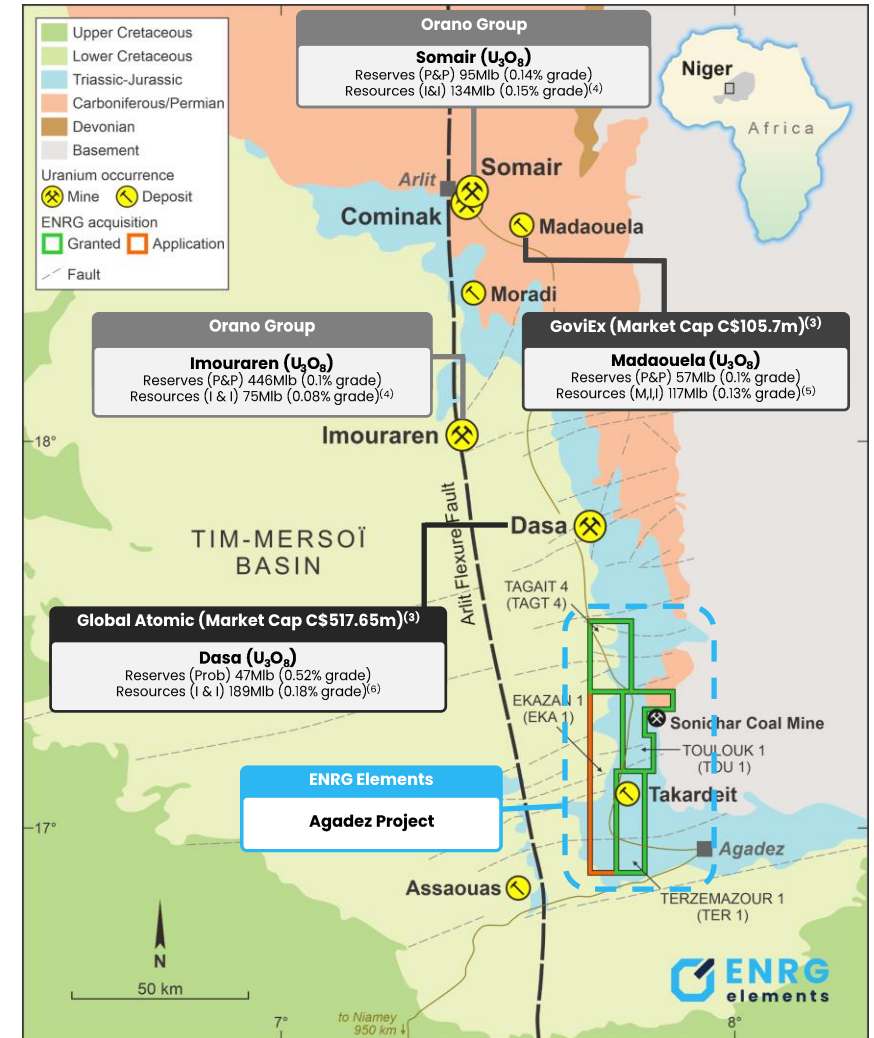 Upper Cretaceous
Lower Cretaceous
Triassic-Jurassic
Carboniferous/Permian
Devonian
Basement
Uranium occurrence
Mine
Deposit
ENRG acquisition
Granted
Application
Fault
Orano Group
Somair (U₃O₈)
Reserves (P&P) 95Mlb (0.14% grade)
Resources (I&I) 134Mlb (0.15% grade)⁽⁴⁾
Niger
Africa
Arlit
Somair
Cominak
Madaouela
Moradi
Orano Group
Imouraren (U₃O₈)
Reserves (P&P) 446Mlb (0.1% grade)
Resources (I & I) 75Mlb (0.08% grade)⁽⁴⁾
GoviEx (Market Cap C$105.7m)⁽³⁾
Madaouela (U₃O₈)
Reserves (P&P) 57Mlb (0.1% grade)
Resources (M,I,I) 117Mlb (0.13% grade)⁽⁵⁾
18°
Imouraren
Arlit Flexure Fault
Dasa
TIM-MERSOÏ
BASIN
TAGAIT 4
(TAGT 4)
Global Atomic (Market Cap C$517.65m)⁽³⁾
Dasa (U₃O₈)
Reserves (Prob) 47Mlb (0.52% grade)
Resources (I & I) 189Mlb (0.18% grade)⁽⁶⁾
EKAZAN 1
(EKA 1)
Sonichar Coal Mine
TOULOUK 1
(TOU 1)
ENRG Elements
Agadez Project
Takardeit
17°
Agadez
Assaouas
TERZEMAZOUR 1
(TER 1)
N
50 km
ENRG
elements
to Niamey
950 km
7°
8°